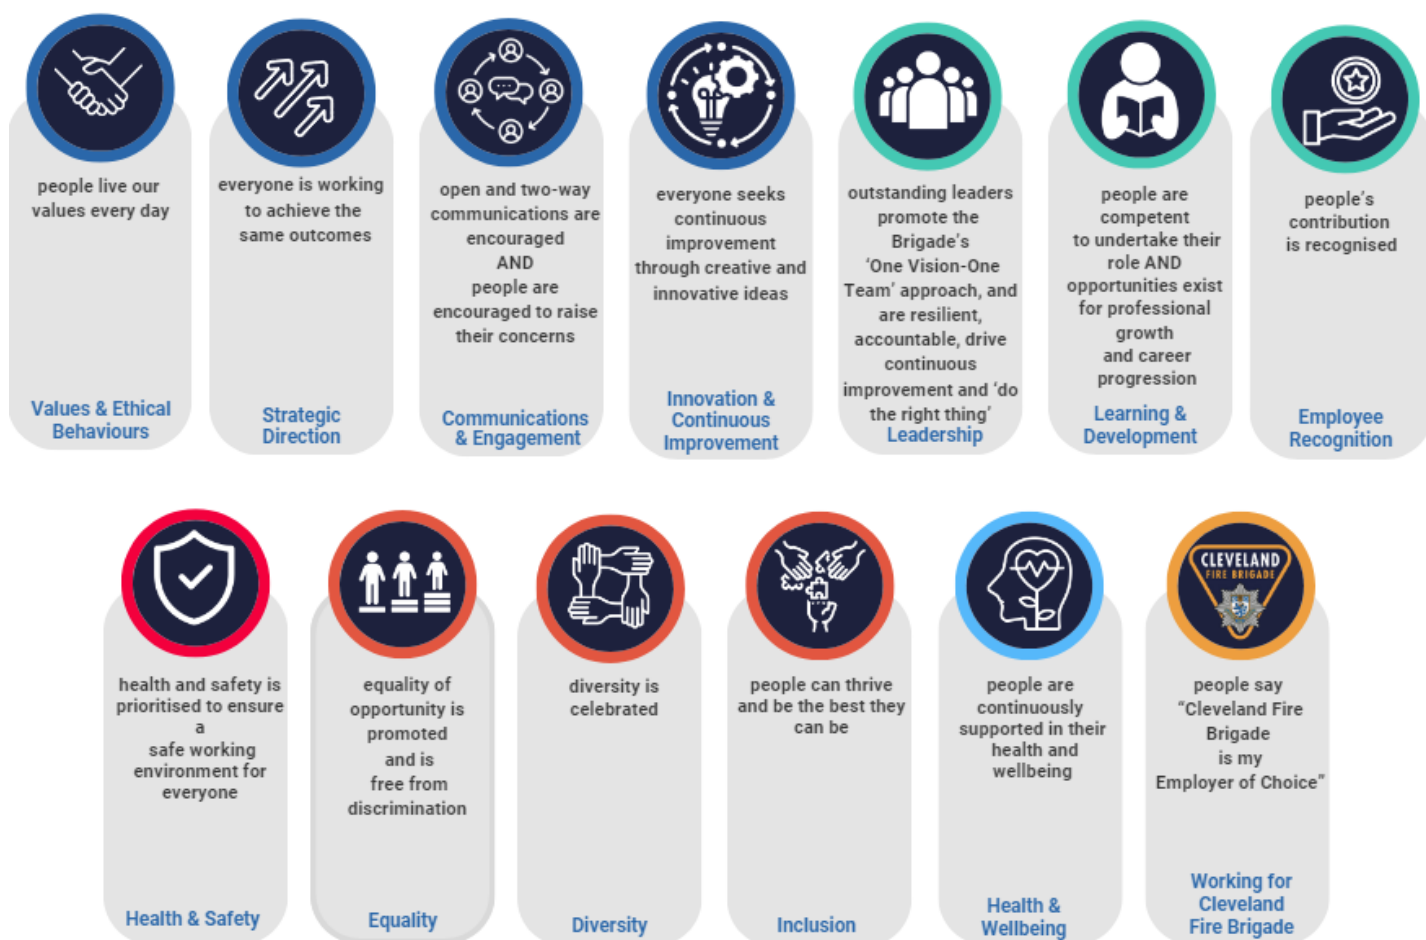 people live our
values every day
Values & Ethical
Behaviours
everyone is working
to achieve the
same outcomes
Strategic
Direction
open and two-way
communications are
encouraged
AND
people are
encouraged to raise
their concerns
Communications
& Engagement
everyone seeks
continuous
improvement
through creative and
innovative ideas
Innovation &
Continuous
Improvement
outstanding leaders
promote the
Brigade's
‘One Vision-One
Team’ approach, and
are resilient,
accountable, drive
continuous
improvement and ‘do
the right thing’
Leadership
people are
competent
to undertake their
role AND
opportunities exist
for professional
growth
and career
progression
Learning &
Development
people's
contribution
is recognised
Employee
Recognition
health and safety is
prioritised to ensure
a
safe working
environment for
everyone
Health & Safety
equality of
opportunity is
promoted
and is
free from
discrimination
Equality
diversity is
celebrated
Diversity
people can thrive
and be the best they
can be
Inclusion
people are
continuously
supported in their
health and
wellbeing
Health &
Wellbeing
CLEVELAND
FIRE BRIGADE
people say
“Cleveland Fire
Brigade
is my
Employer of Choice”
Working for
Cleveland
Fire Brigade